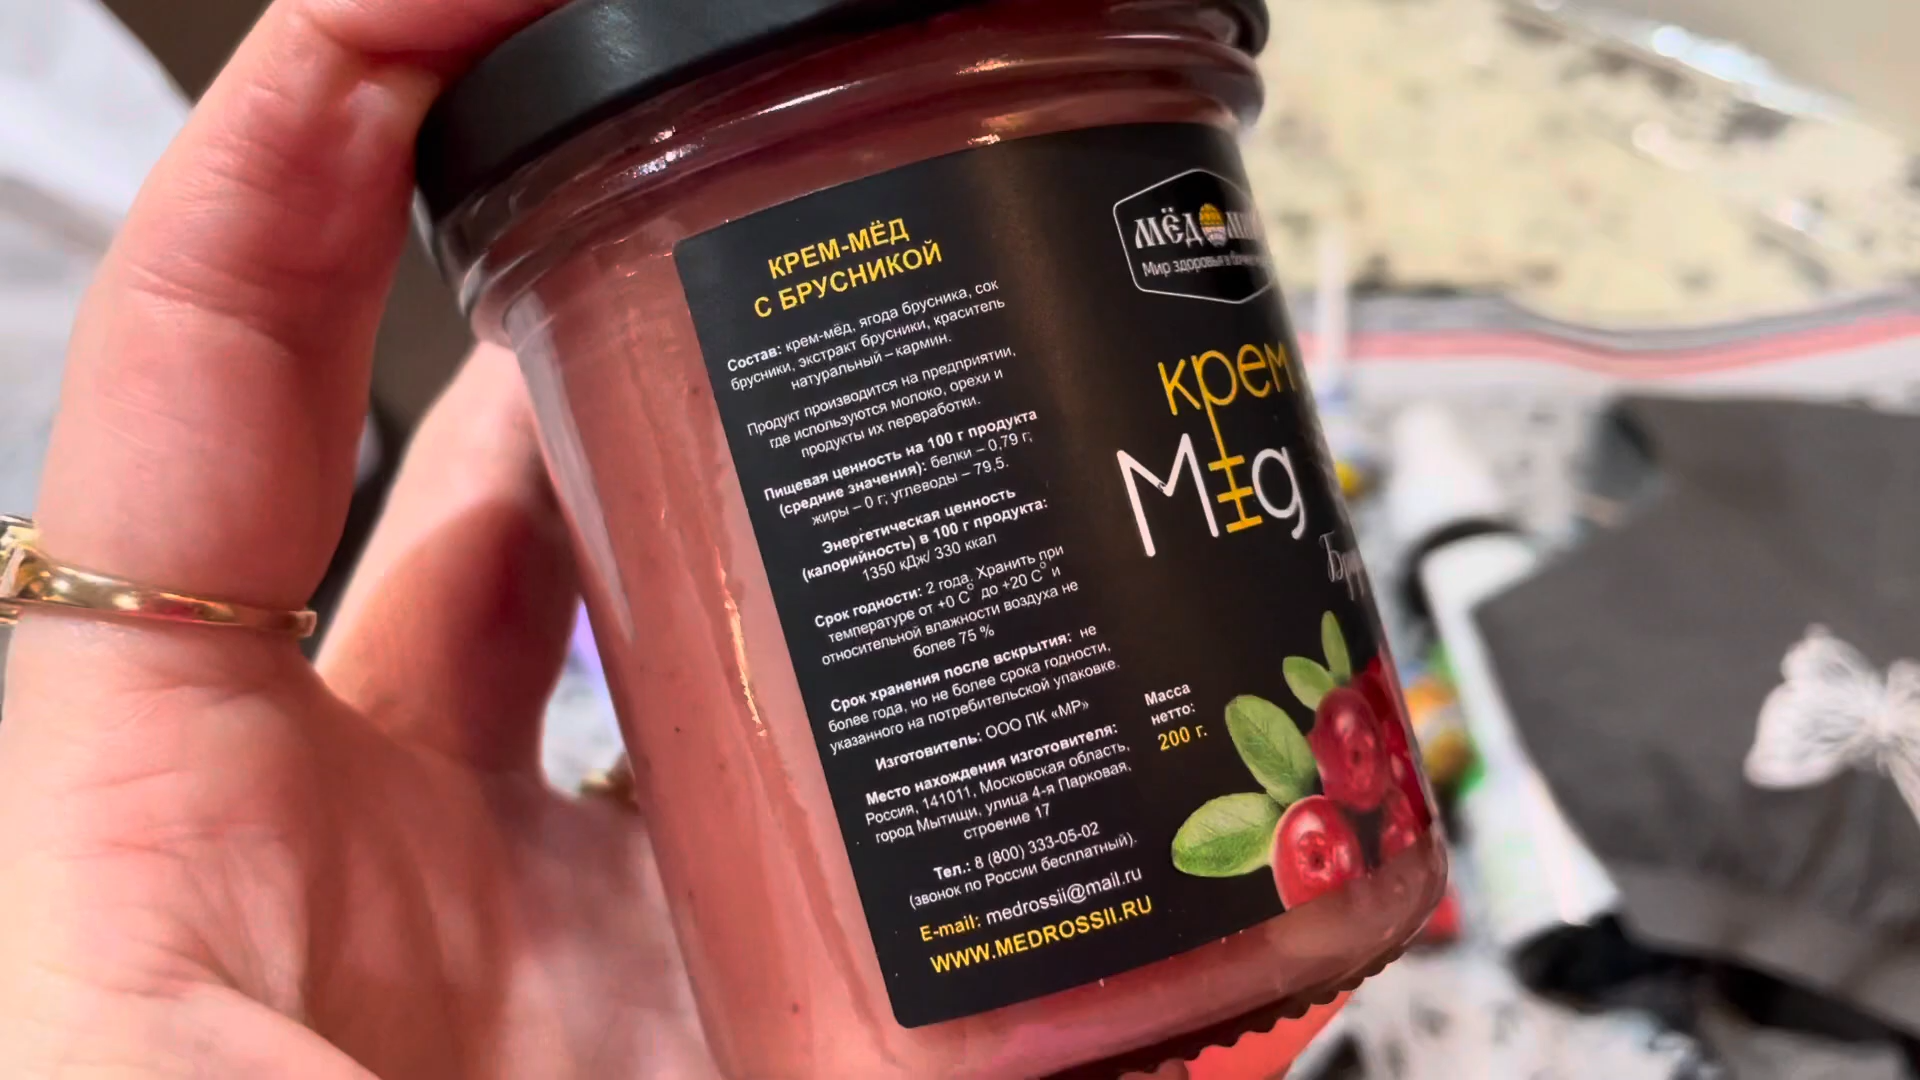 КРЕМ-МЁД
С БРУСНИКОЙ
Состав: крем-мёд, ягода брусника, сок
брусники, экстракт брусники, краситель
натуральный – кармин.
Продукт производится на предприятии,
где используются молоко, орехи и
продукты их переработки.
Пищевая ценность на 100 г продукта
(средние значения): белки – 0,79 г;
жиры – 0 г; углеводы – 79,5.
Энергетическая ценность
(калорийность) в 100 г продукта:
1350 кДж/ 330 ккал
Срок годности: 2 года. Хранить при
температуре от +0 С° до +20 С° и
относительной влажности воздуха не
более 75 %
Срок хранения после вскрытия: не
более года, но не более срока годности,
указанного на потребительской упаковке.
Изготовитель: ООО ПК «МР»
Место нахождения изготовителя:
Россия, 141011, Московская область,
город Мытищи, улица 4-я Парковая,
строение 17
Тел.: 8 (800) 333-05-02
(звонок по России бесплатный).
E-mail: medrossii@mail.ru
WWW.MEDROSSII.RU
МЁД
Мир здоровья в
крем
Мёд
Масса
нетто:
200 г.